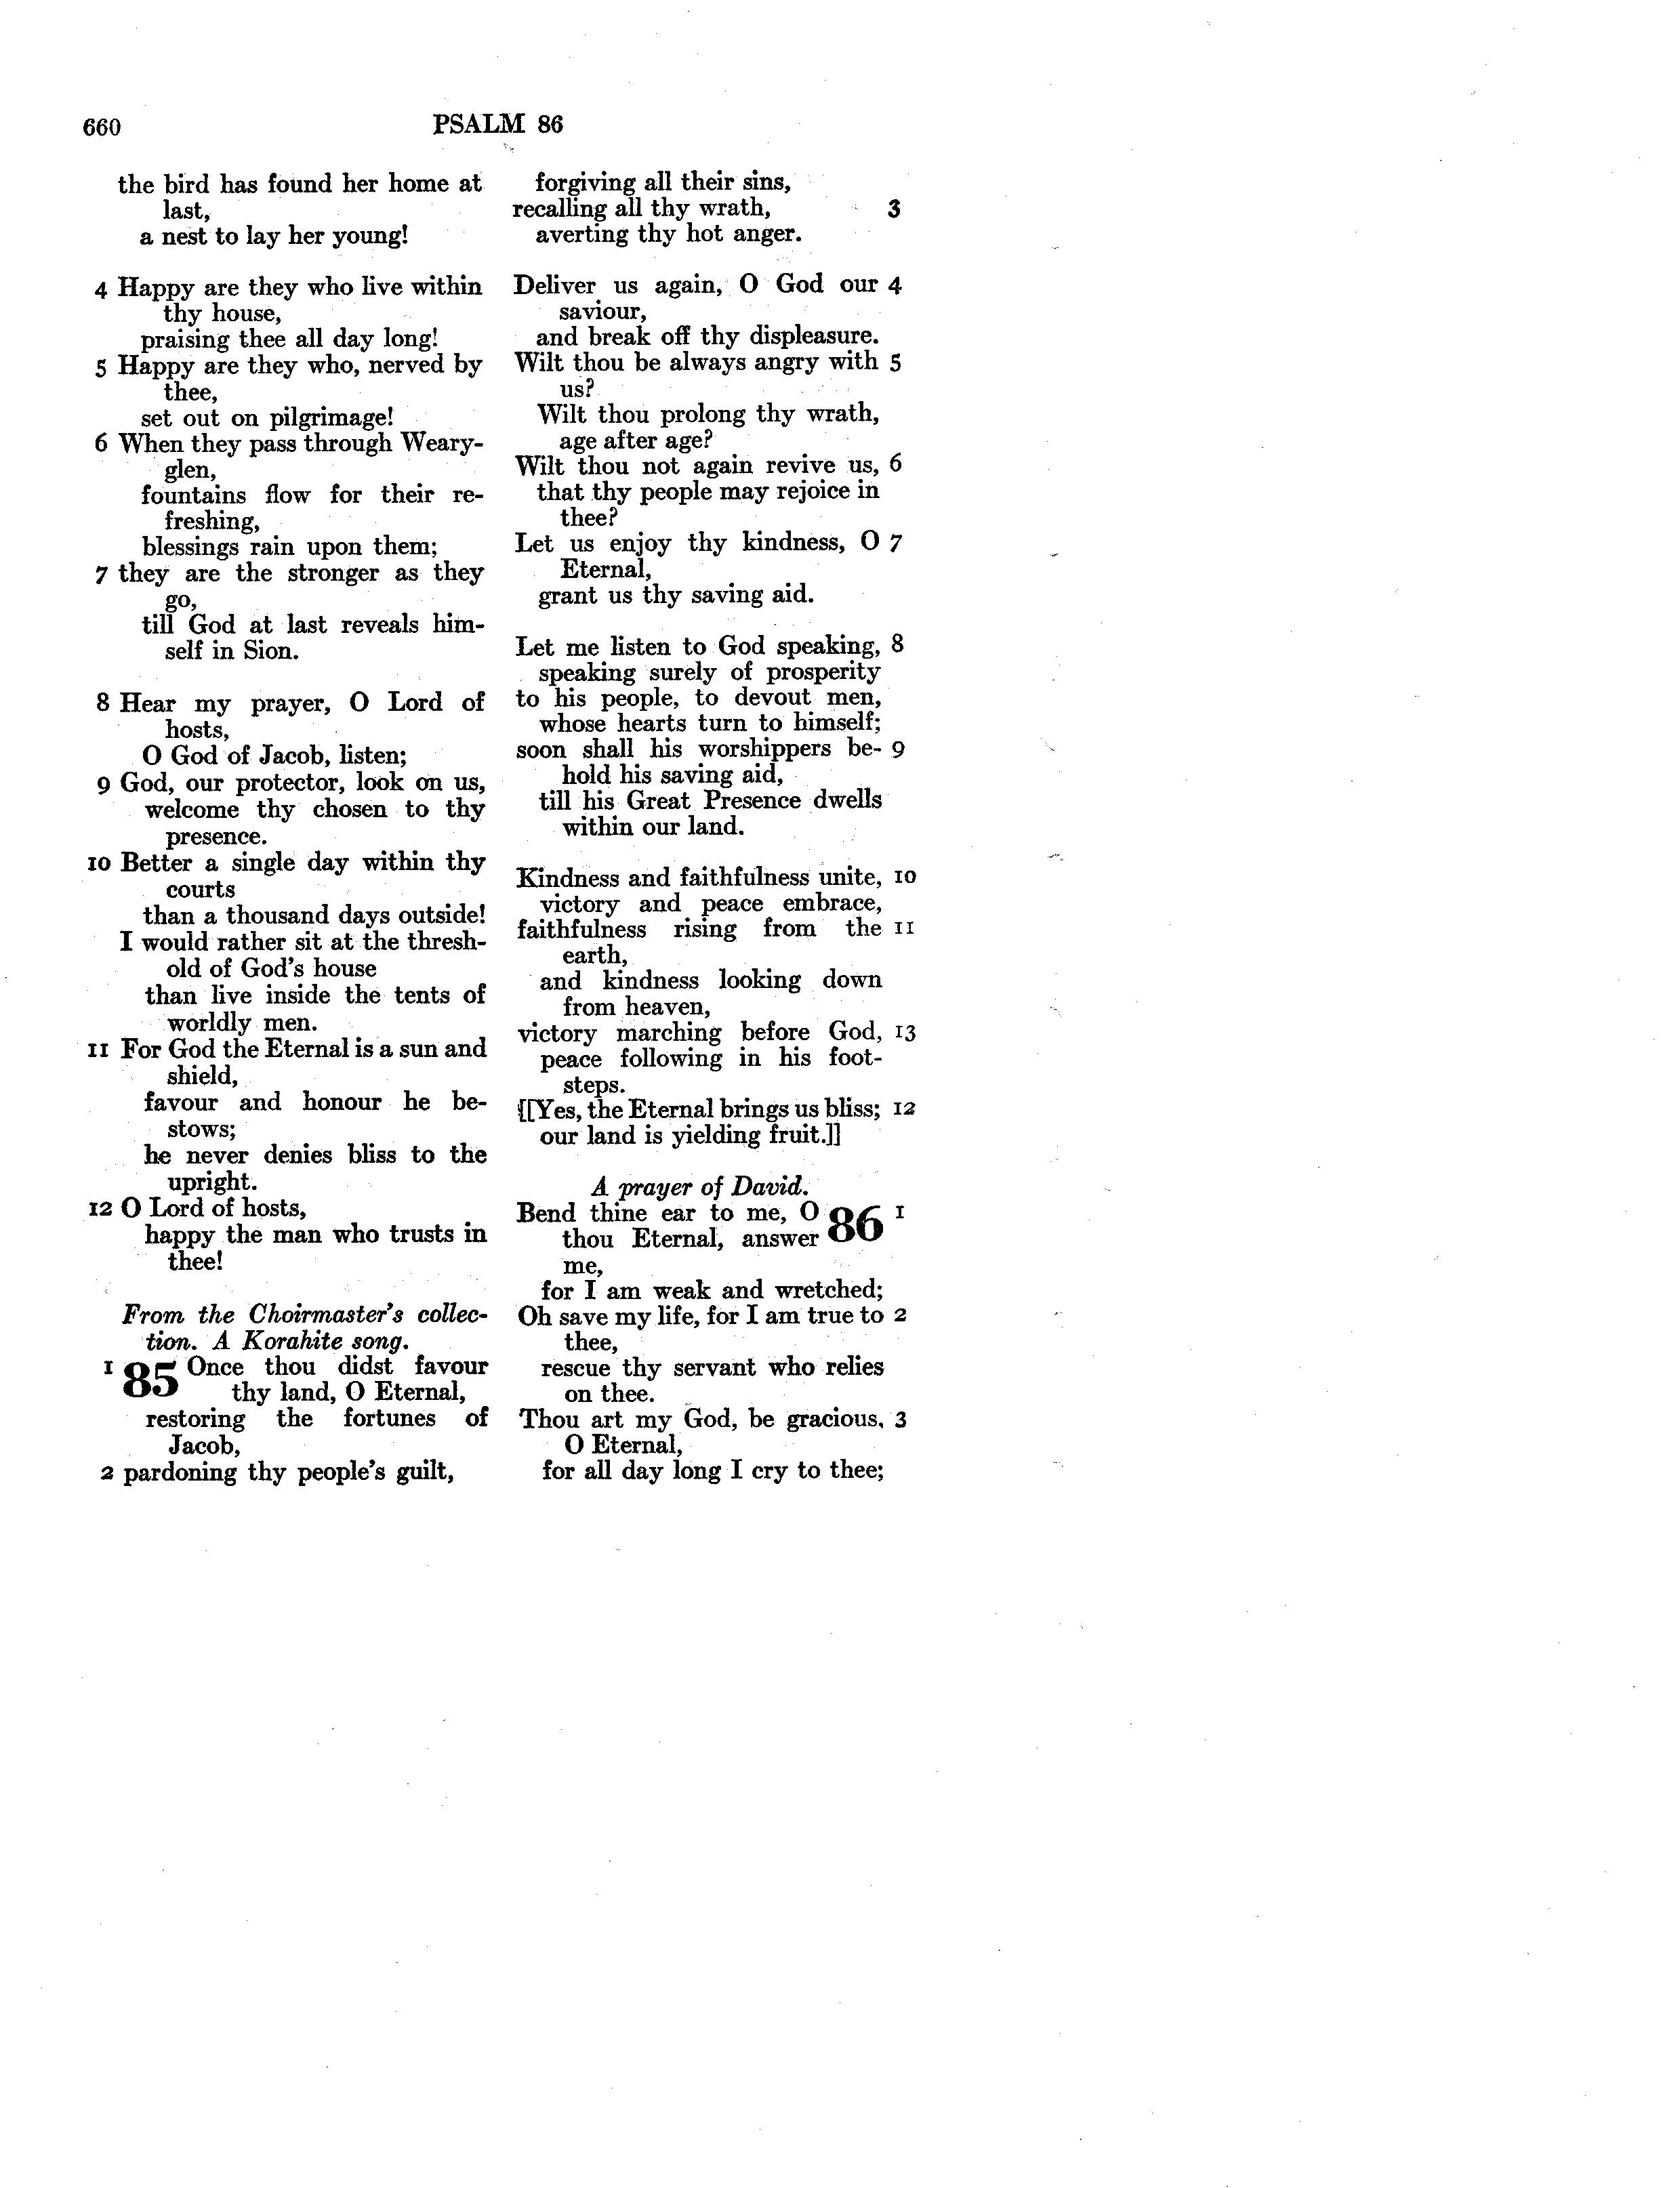 660
PSALM 86
the bird has found her home at
last,
a nest to lay her young!
4 Happy are they who live within
thy house,
praising thee all day long!
5 Happy are they who, nerved by
thee,
set out on pilgrimage!
6 When they pass through Weary-
glen,
fountains flow for their re-
freshing,
blessings rain upon them;
7 they are the stronger as they
go,
till God at last reveals him-
self in Sion.
8 Hear my prayer, O Lord of
hosts,
O God of Jacob, listen;
9 God, our protector, look on us,
welcome thy chosen to thy
presence.
10 Better a single day within thy
courts
than a thousand days outside!
I would rather sit at the thresh-
old of God's house
than live inside the tents of
worldly men.
11 For God the Eternal is a sun and
shield,
favour and honour he be-
stows;
he never denies bliss to the
upright.
12 O Lord of hosts,
happy the man who trusts in
thee!
From the Choirmaster's collec-
tion. A Korahite song.
1 85 Once thou didst favour
thy land, O Eternal,
restoring the fortunes of
Jacob,
2 pardoning thy people's guilt,
forgiving all their sins,
recalling all thy wrath, 3
averting thy hot anger.
Deliver us again, O God our 4
saviour,
and break off thy displeasure.
Wilt thou be always angry with 5
us?
Wilt thou prolong thy wrath,
age after age?
Wilt thou not again revive us, 6
that thy people may rejoice in
thee?
Let us enjoy thy kindness, O 7
Eternal,
grant us thy saving aid.
Let me listen to God speaking, 8
speaking surely of prosperity
to his people, to devout men,
whose hearts turn to himself;
soon shall his worshippers be- 9
hold his saving aid,
till his Great Presence dwells
within our land.
Kindness and faithfulness unite, 10
victory and peace embrace,
faithfulness rising from the 11
earth,
and kindness looking down
from heaven,
victory marching before God, 13
peace following in his foot-
steps.
[[Yes, the Eternal brings us bliss; 12
our land is yielding fruit.]]
A prayer of David.
Bend thine ear to me, O 86 1
thou Eternal, answer
me,
for I am weak and wretched;
Oh save my life, for I am true to 2
thee,
rescue thy servant who relies
on thee.
Thou art my God, be gracious, 3
O Eternal,
for all day long I cry to thee;